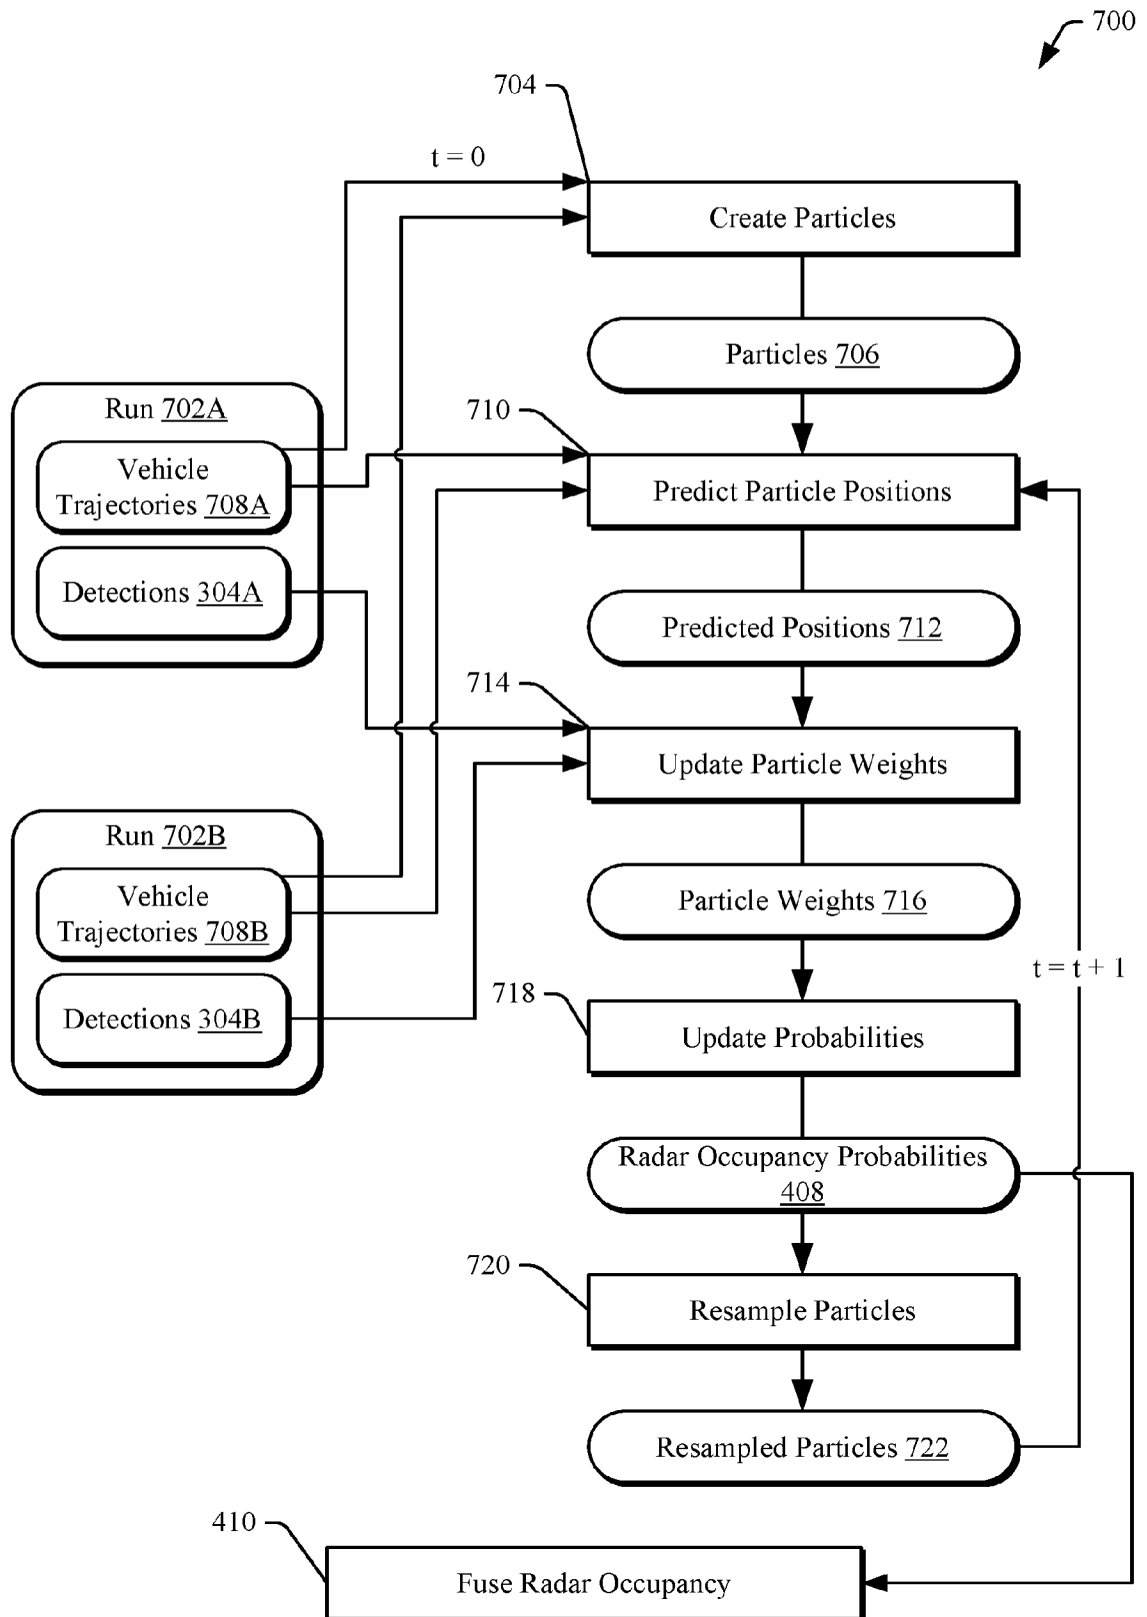 700
704
t = 0
Create Particles
Particles 706
Run 702A
Vehicle
Trajectories 708A
Detections 304A
710
Predict Particle Positions
Predicted Positions 712
714
Update Particle Weights
Run 702B
Vehicle
Trajectories 708B
Detections 304B
Particle Weights 716
t = t + 1
718
Update Probabilities
Radar Occupancy Probabilities
408
720
Resample Particles
Resampled Particles 722
410
Fuse Radar Occupancy